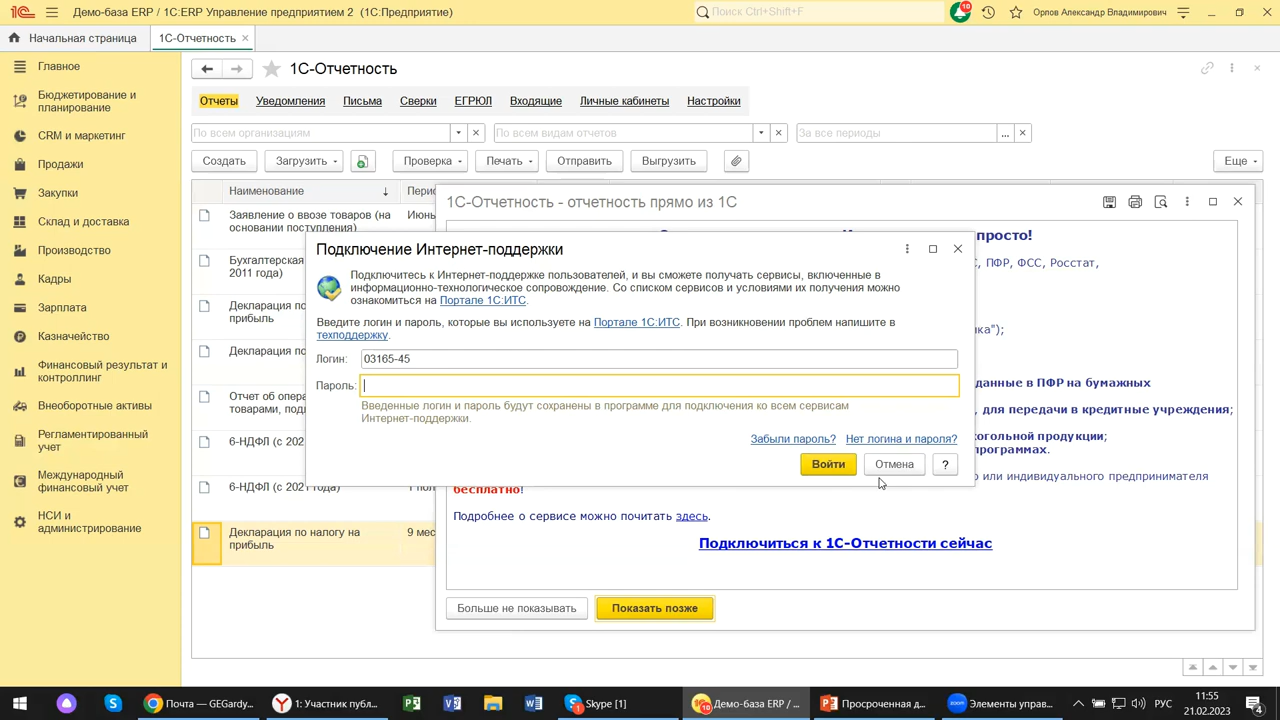 1С Демо-база ERP / 1С:ERP Управление предприятием 2 (1С:Предприятие)
Поиск Ctrl+Shift+F
10
Орлов Александр Владимирович
Начальная страница
1С-Отчетность
Главное
Бюджетирование и
планирование
CRM и маркетинг
Продажи
Закупки
Склад и доставка
Производство
Кадры
Зарплата
Казначейство
Финансовый результат и
контроллинг
Внеоборотные активы
Регламентированный
учет
Международный
финансовый учет
НСИ и
администрирование
1С-Отчетность
Отчеты Уведомления Письма Сверки ЕГРЮЛ Входящие Личные кабинеты Настройки
По всем организациям По всем видам отчетов За все периоды ...
Создать Загрузить Проверка Печать Отправить Выгрузить Еще
Наименование ↓
Заявление о ввозе товаров (на
основании поступления)
Июнь
Бухгалтерская
2011 года)
Декларация по
прибыль
Декларация по
Отчет об опера
товарами, под
6-НДФЛ (с 202
6-НДФЛ (с 2021 года)
1 пол
Декларация по налогу на
прибыль
9 мес
1С-Отчетность - отчетность прямо из 1С
просто!
ПФР, ФСС, Росстат,
данные в ПФР на бумажных
, для передачи в кредитные учреждения;
когольной продукции;
программах.
о или индивидуального предпринимателя
бесплатно!
Подробнее о сервисе можно почитать здесь.
Подключиться к 1С-Отчетности сейчас
Больше не показывать Показать позже
Подключение Интернет-поддержки
Подключитесь к Интернет-поддержке пользователей, и вы сможете получать сервисы, включенные в
информационно-технологическое сопровождение. Со списком сервисов и условиями их получения можно
ознакомиться на Портале 1С:ИТС.
Введите логин и пароль, которые вы используете на Портале 1С:ИТС. При возникновении проблем напишите в
техподдержку.
Логин: 03165-45
Пароль:
Введенные логин и пароль будут сохранены в программе для подключения ко всем сервисам
Интернет-поддержки.
Забыли пароль? Нет логина и пароля?
Войти Отмена ?
Почта — GEGardy...
1: Участник публ...
Skype [1]
Демо-база ERP / ...
Просроченная д...
Элементы управ...
РУС
11:55
21.02.2023
4